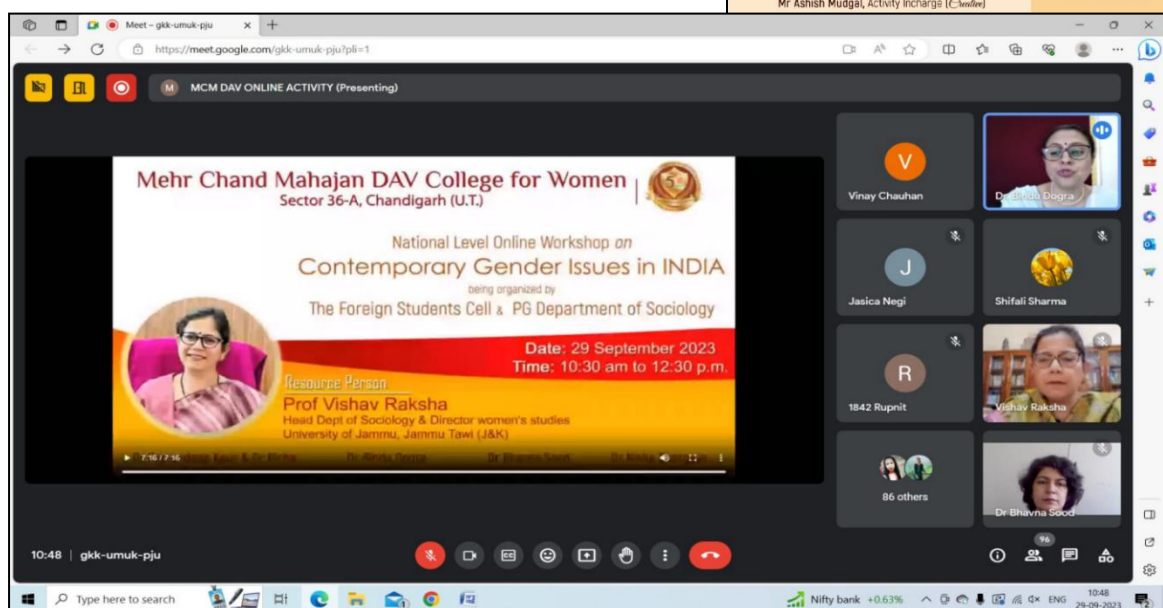 Mr Ashish Mudgal, Activity Incharge (Creative)
Meet – gkk-umuk-pju
https://meet.google.com/gkk-umuk-pju?pli=1
M MCM DAV ONLINE ACTIVITY (Presenting)
Mehr Chand Mahajan DAV College for Women
Sector 36-A, Chandigarh (U.T.)
National Level Online Workshop on
Contemporary Gender Issues in INDIA
being organized by
The Foreign Students Cell & PG Department of Sociology
Date: 29 September 2023
Time: 10:30 am to 12:30 p.m.
Resource Person
Prof Vishav Raksha
Head Dept of Sociology & Director women's studies
University of Jammu, Jammu Tawi (J&K)
7:16 / 7:16 Kaur & Dr Dr Bindu Dogra Dr Bhavna Sood
V
Vinay Chauhan
Dr Bindu Dogra
J
Jasica Negi
Shifali Sharma
R
1842 Rupnit
Vishav Raksha
86 others
Dr Bhavna Sood
10:48 | gkk-umuk-pju
CC
96
Type here to search
Nifty bank +0.63%
ENG
10:48
29-09-2023